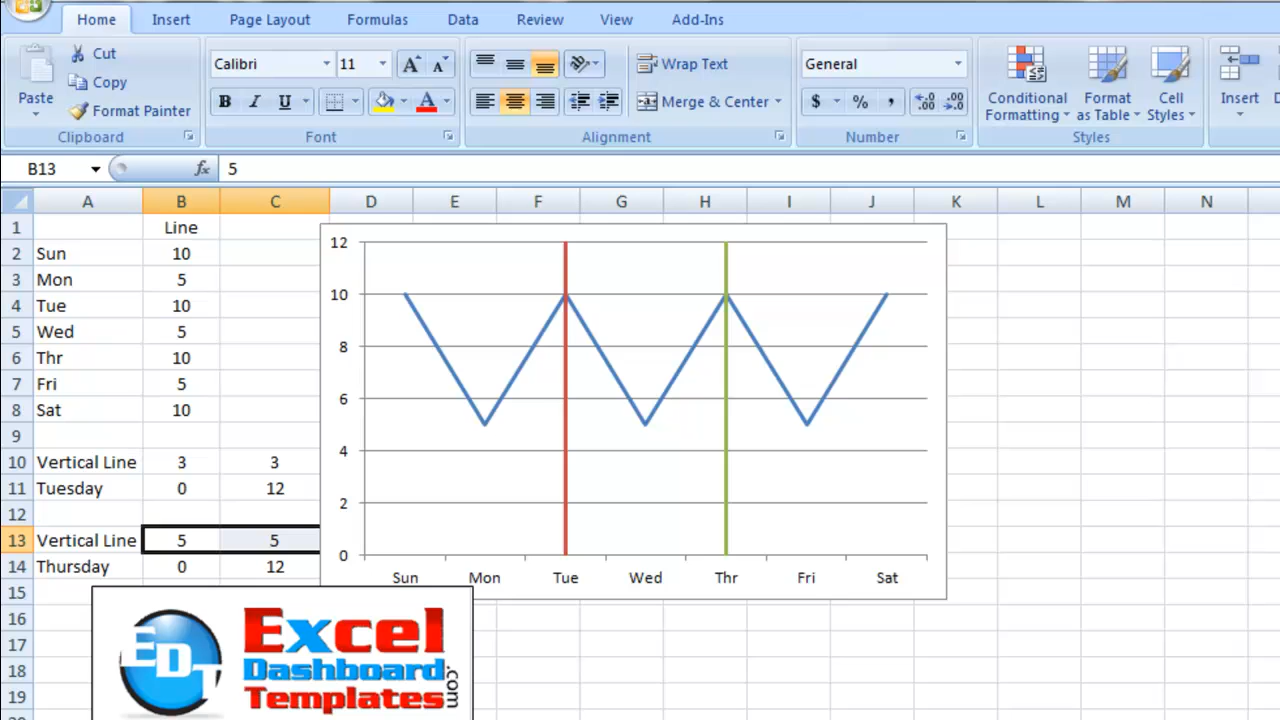 Home Insert Page Layout Formulas Data Review View Add-Ins
Paste
Cut
Copy
Format Painter
Clipboard
Calibri 11
A A
B I U A
Font
Wrap Text
Merge & Center
Alignment
General
$ % , .0 .00 .00 .0
Number
Conditional Formatting
Format as Table
Cell Styles
Styles
Insert
B13 fx 5
A B C D E F G H I J K L M N
1 Line
2 Sun 10
3 Mon 5
4 Tue 10
5 Wed 5
6 Thr 10
7 Fri 5
8 Sat 10
9
10 Vertical Line 3 3
11 Tuesday 0 12
12
13 Vertical Line 5 5
14 Thursday 0 12
15
16
17
18
19
12
10
8
6
4
2
0
Sun Mon Tue Wed Thr Fri Sat
EDT
Excel
Dashboard
Templates
.com